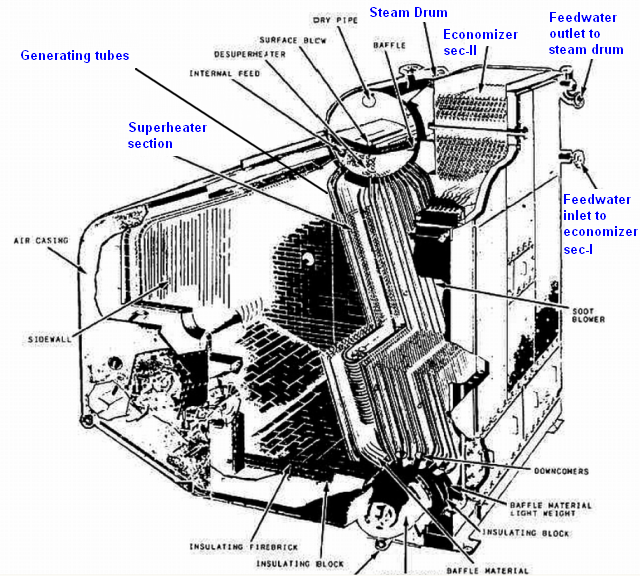 DRY PIPE
Steam Drum
Feedwater
outlet to
steam drum
SURFACE BLOW
BAFFLE
Economizer
sec-II
Generating tubes
DESUPERHEATER
INTERNAL FEED
Superheater
section
Feedwater
inlet to
economizer
sec-I
AIR CASING
SOOT
BLOWER
SIDEWALL
DOWNCOMERS
BAFFLE MATERIAL
LIGHT WEIGHT
INSULATING BLOCK
INSULATING FIREBRICK
INSULATING BLOCK
BAFFLE MATERIAL